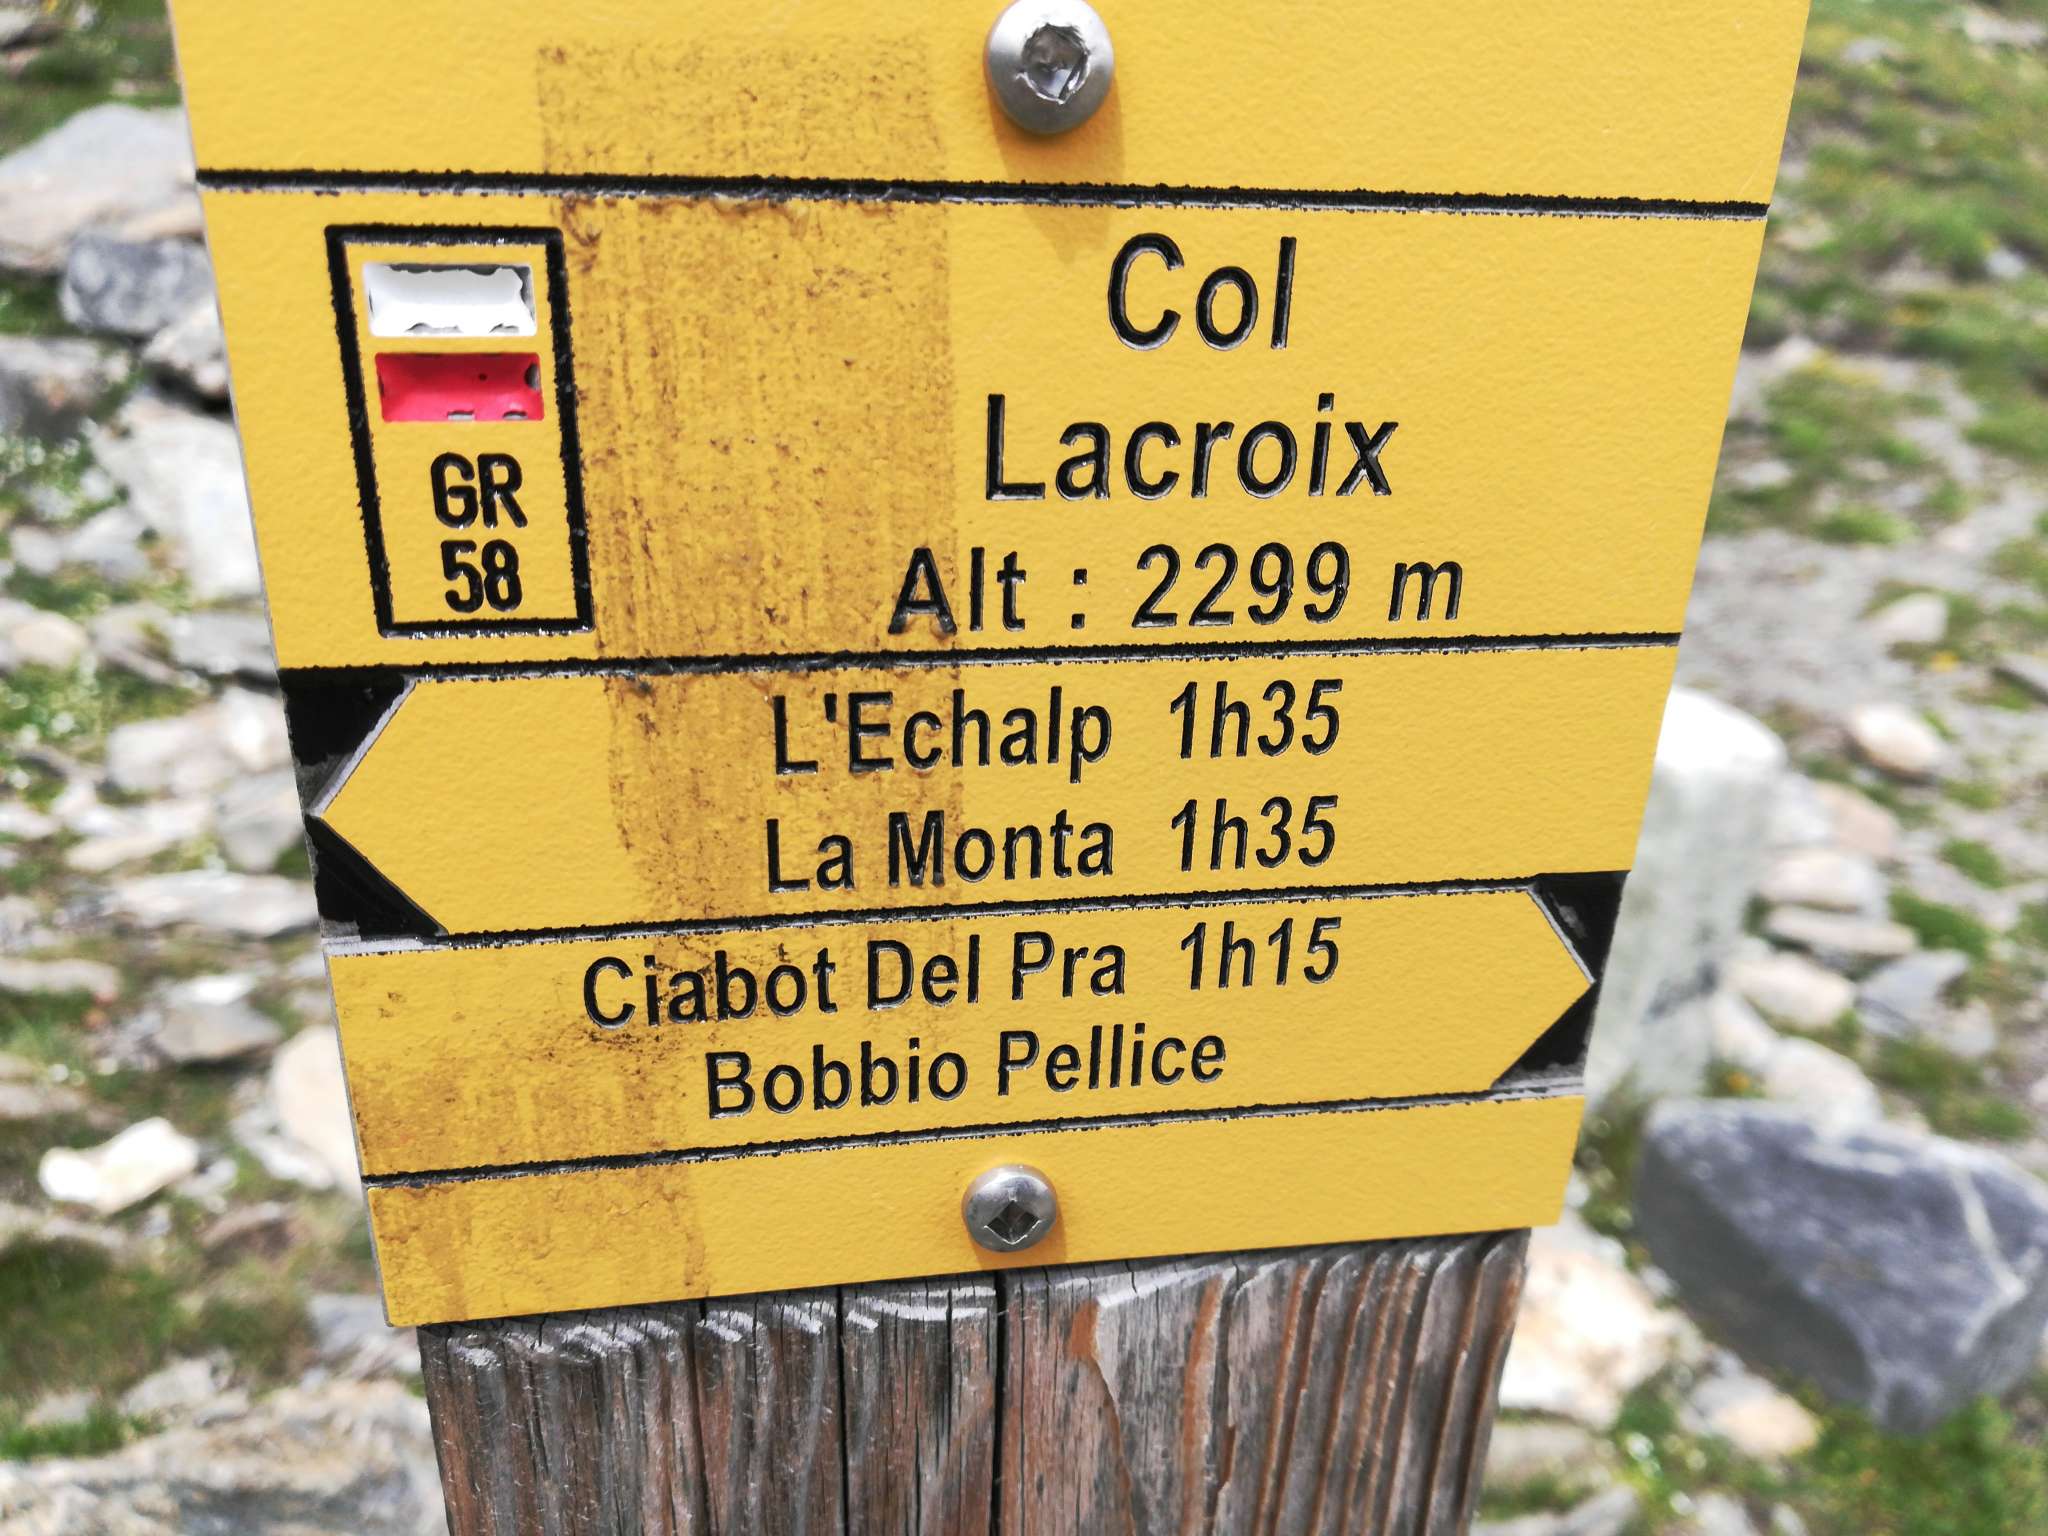 GR
58
Col
Lacroix
Alt : 2299 m
L'Echalp 1h35
La Monta 1h35
Ciabot Del Pra 1h15
Bobbio Pellice